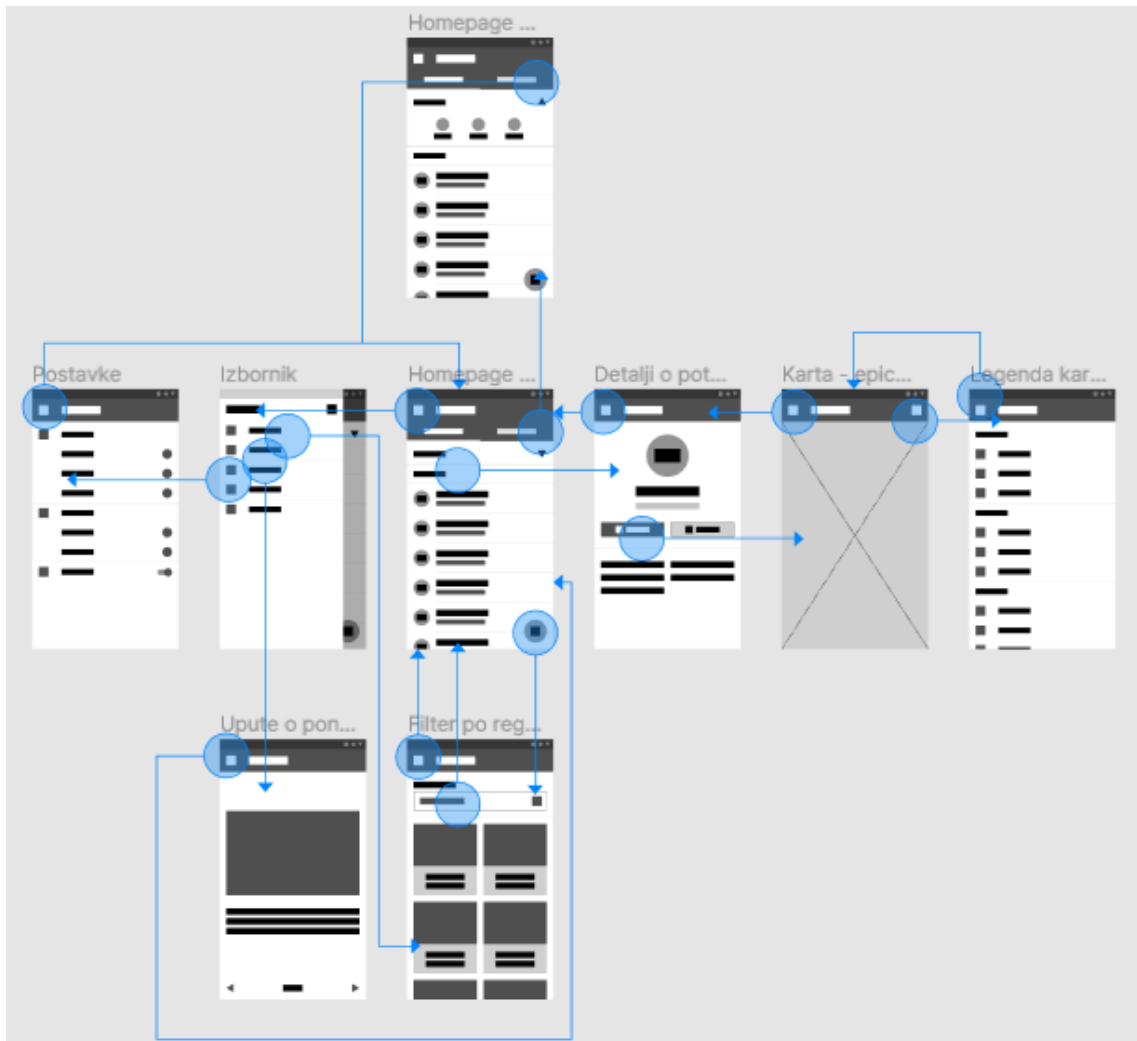 Homepage ...
Postavke
Izbornik
Homepage ...
Detalji o pot...
Karta - epic...
Legenda kar...
Upute o pon...
Filter po reg...